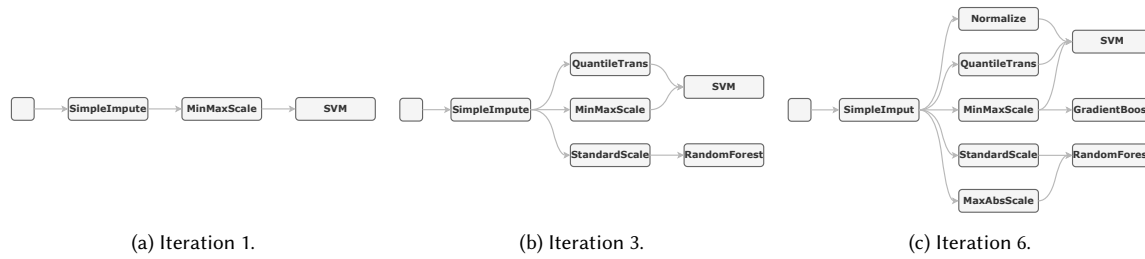 SimpleImpute
MinMaxScale
SVM
(a) Iteration 1.
QuantileTrans
SVM
SimpleImpute
MinMaxScale
StandardScale
RandomForest
(b) Iteration 3.
Normalize
SVM
QuantileTrans
SimpleImput
MinMaxScale
GradientBoos
StandardScale
RandomFores
MaxAbsScale
(c) Iteration 6.